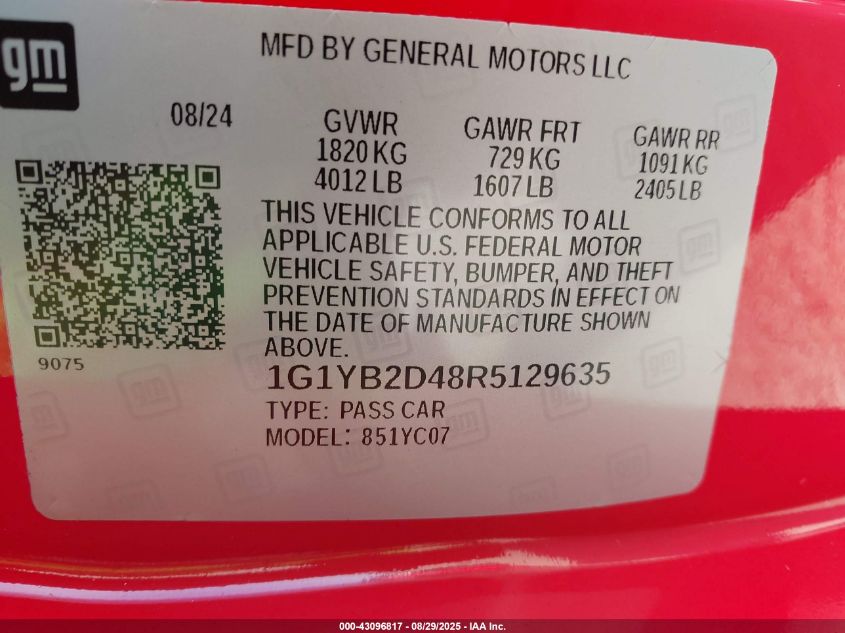 gm
MFD BY GENERAL MOTORS LLC
08/24
GVWR
1820 KG
4012 LB
GAWR FRT
729 KG
1607 LB
GAWR RR
1091 KG
2405 LB
THIS VEHICLE CONFORMS TO ALL
APPLICABLE U.S. FEDERAL MOTOR
VEHICLE SAFETY, BUMPER, AND THEFT
PREVENTION STANDARDS IN EFFECT ON
THE DATE OF MANUFACTURE SHOWN
ABOVE.
9075
1G1YB2D48R5129635
TYPE: PASS CAR
MODEL: 851YC07
000-43096817 - 08/29/2025 - IAA Inc.